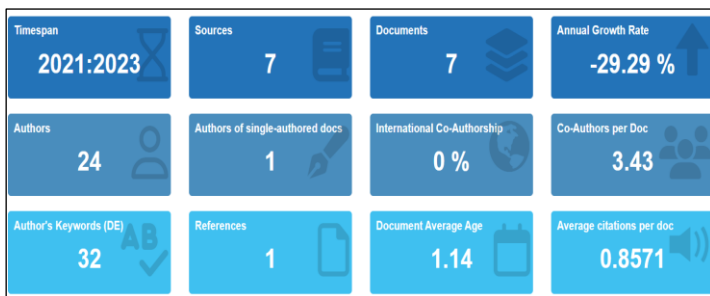 Timespan
2021:2023
Sources
7
Documents
7
Annual Growth Rate
-29.29 %
Authors
24
Authors of single-authored docs
1
International Co-Authorship
0 %
Co-Authors per Doc
3.43
Author's Keywords (DE)
32
AB
References
1
Document Average Age
1.14
Average citations per doc
0.8571